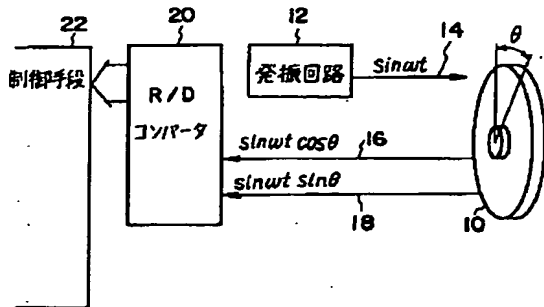 22
制御手段
20
R/D
コンバータ
12
発振回路
sinωt
14
θ
sinωt cosθ
16
sinωt sinθ
18
10